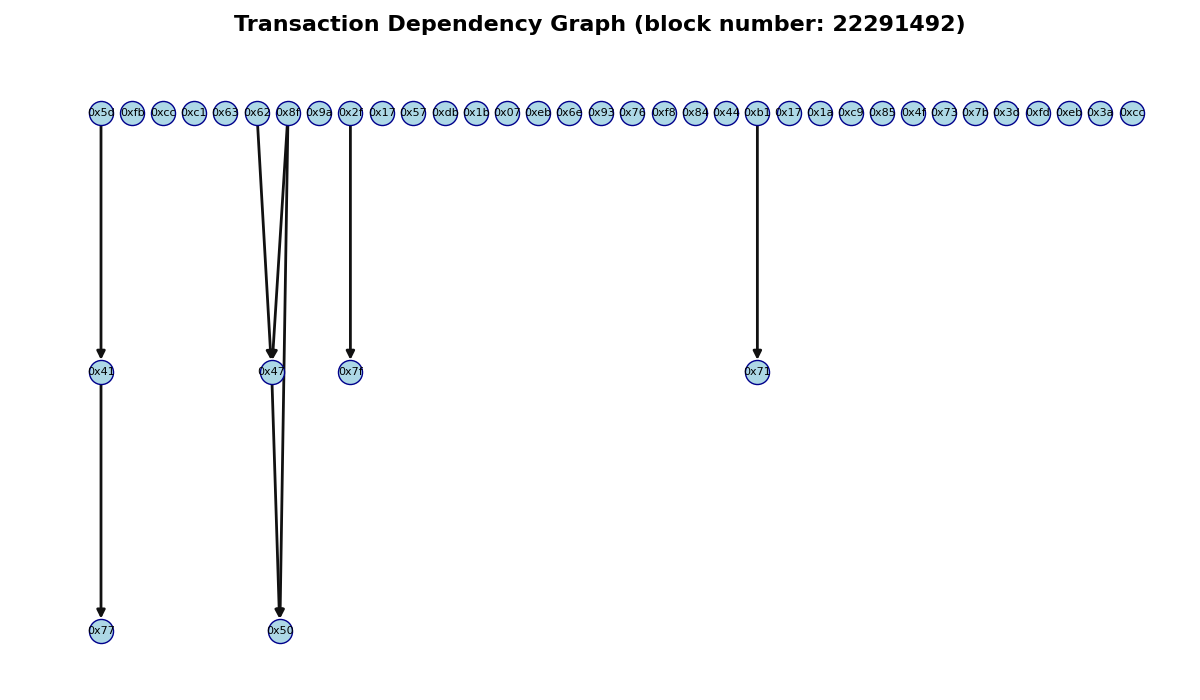 Transaction Dependency Graph (block number: 22291492)
0x5d 0xfb 0xcc 0xc1 0x63 0x62 0x8f 0x9a 0x2f 0x17 0x57 0xdb 0x1b 0x07 0xeb 0x6e 0x93 0x76 0xf8 0x84 0x44 0xb1 0x17 0x1a 0xc9 0x85 0x4f 0x73 0x7b 0x3d 0xfd 0xeb 0x3a 0xcc
0x41 0x47 0x7f 0x71
0x77 0x50